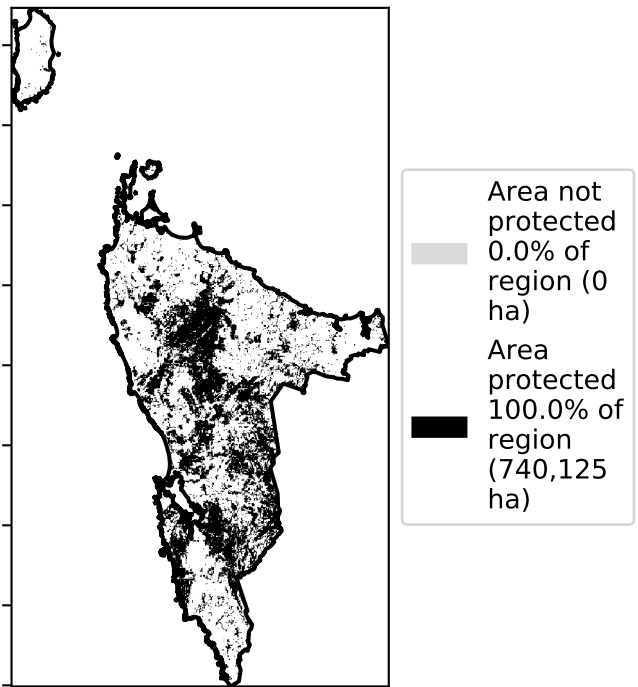 Area not
protected
0.0% of
region (0
ha)
Area
protected
100.0% of
region
(740,125
ha)